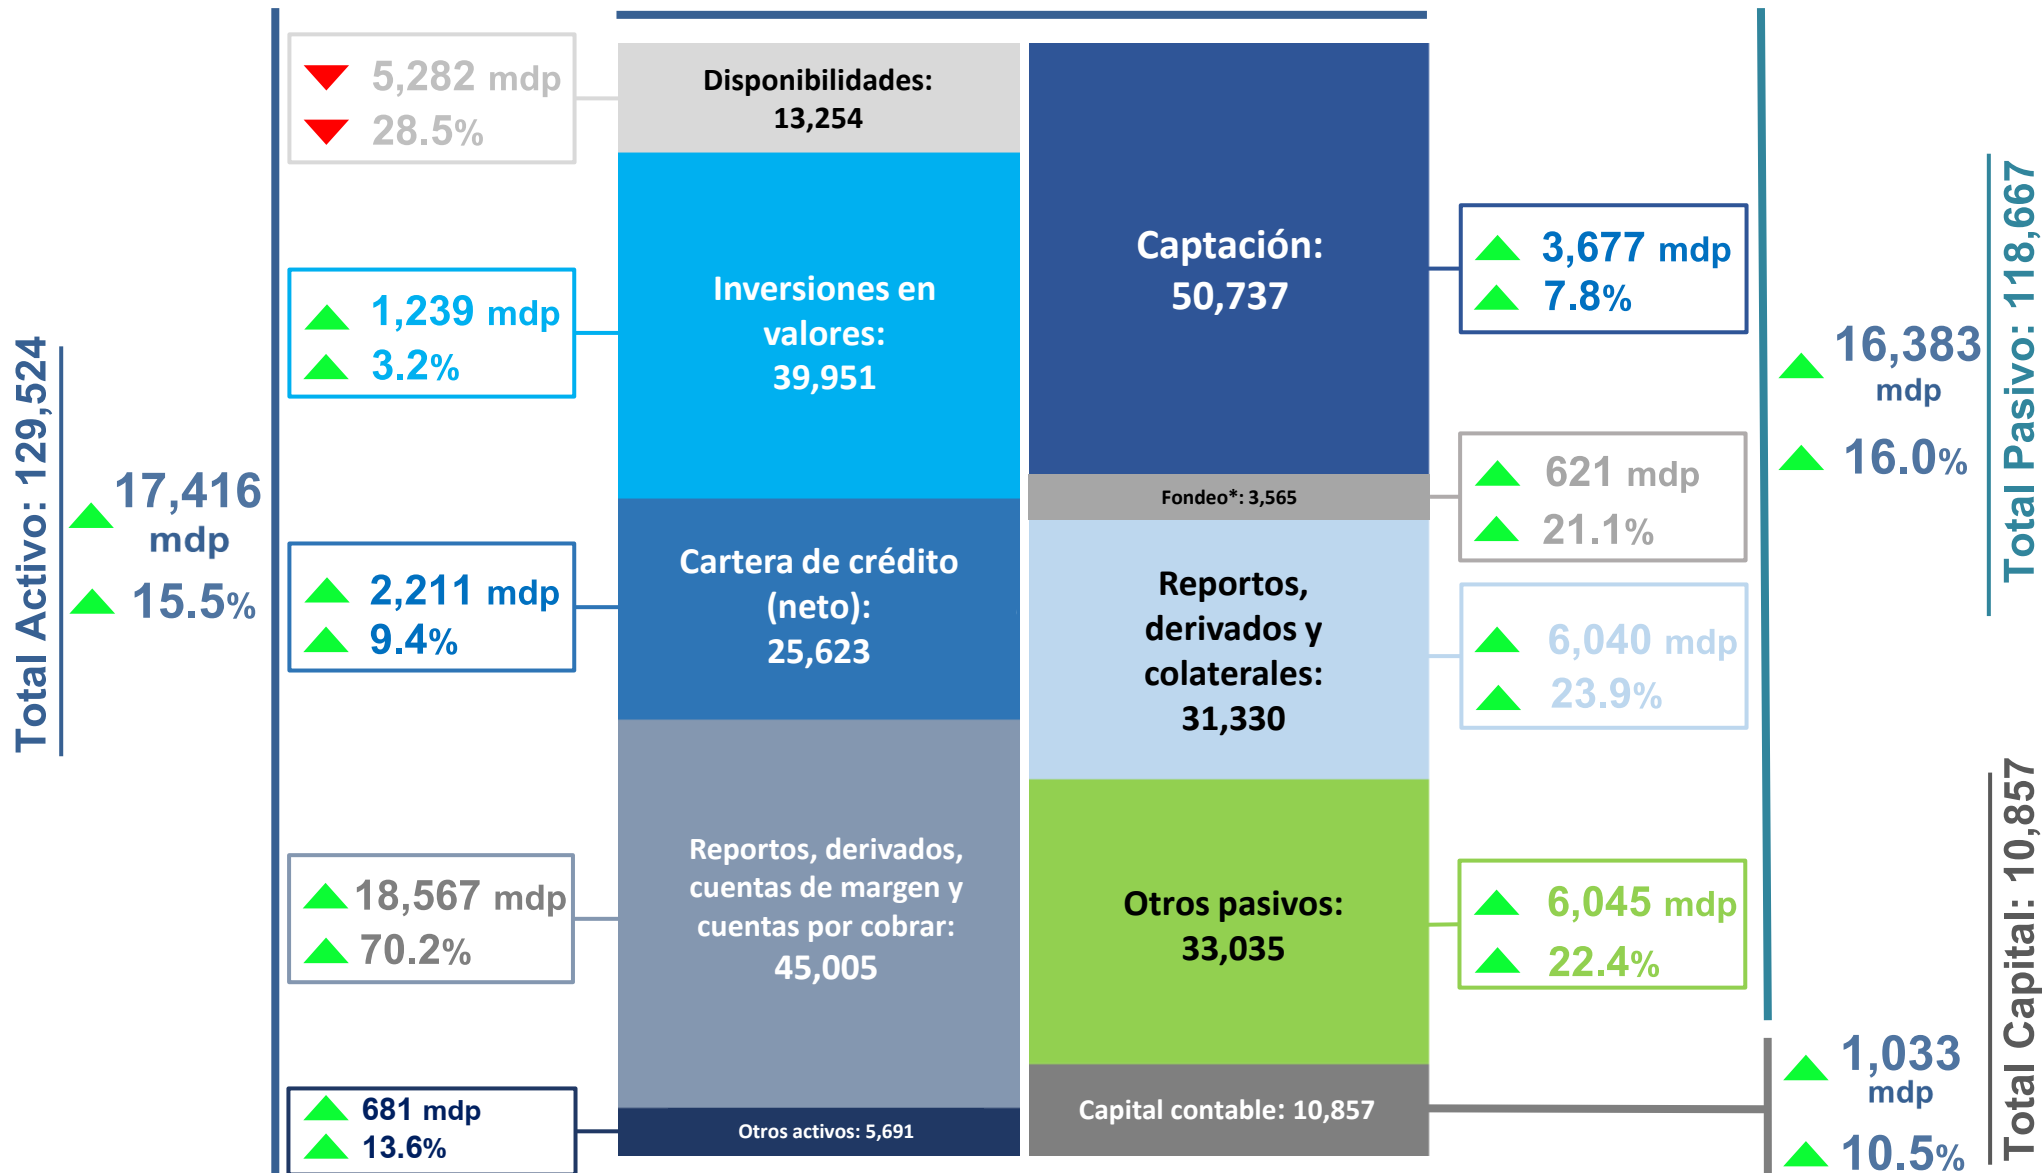 Total Activo: 129,524
17,416
mdp
15.5%
5,282 mdp
28.5%
1,239 mdp
3.2%
2,211 mdp
9.4%
18,567 mdp
70.2%
681 mdp
13.6%
Disponibilidades:
13,254
Inversiones en
valores:
39,951
Cartera de crédito
(neto):
25,623
Reportos, derivados,
cuentas de margen y
cuentas por cobrar:
45,005
Otros activos: 5,691
Captación:
50,737
Fondeo*: 3,565
Reportos,
derivados y
colaterales:
31,330
Otros pasivos:
33,035
Capital contable: 10,857
3,677 mdp
7.8%
621 mdp
21.1%
6,040 mdp
23.9%
6,045 mdp
22.4%
16,383
mdp
16.0%
Total Pasivo: 118,667
1,033
mdp
10.5%
Total Capital: 10,857